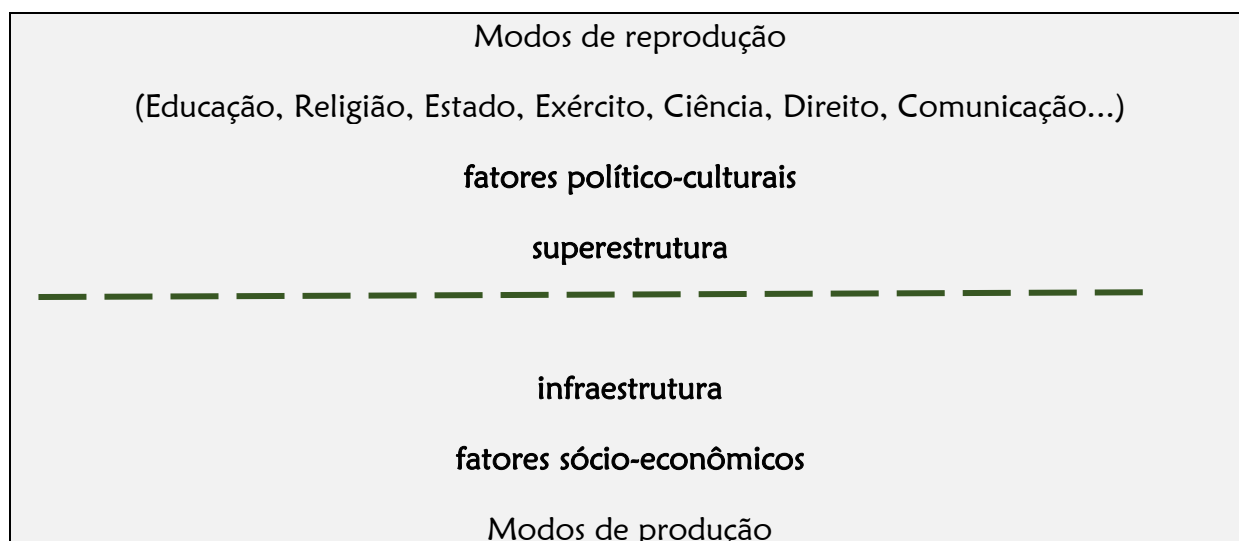 Modos de reprodução
(Educação, Religião, Estado, Exército, Ciência, Direito, Comunicação...)
fatores político-culturais
superestrutura
infraestrutura
fatores sócio-econômicos
Modos de produção